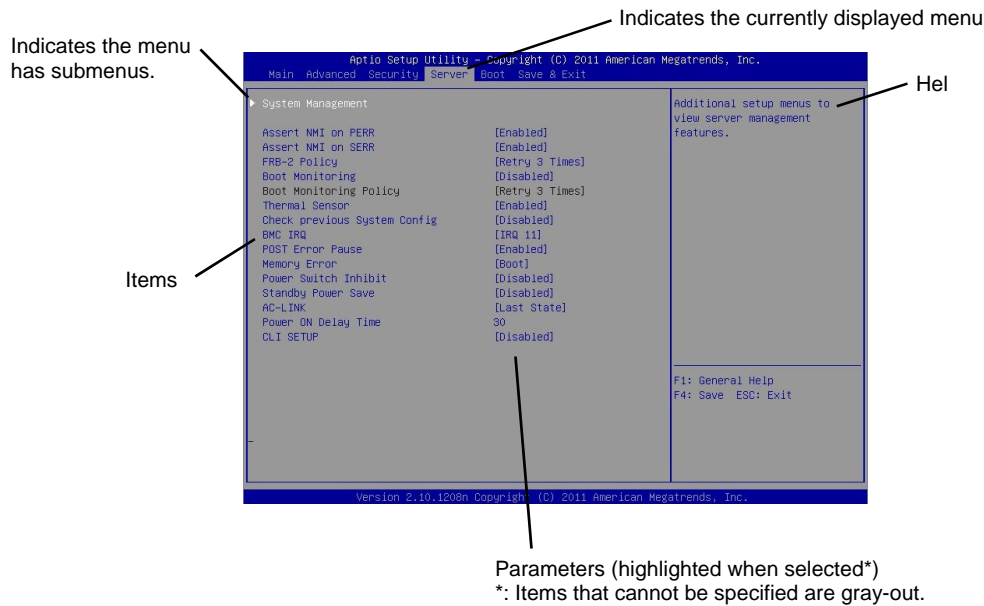 Indicates the currently displayed menu
Indicates the menu
has submenus.
Aptio Setup Utility – Copyright (C) 2011 American Megatrends, Inc.
Main Advanced Security Server Boot Save & Exit
Hel
System Management
Additional setup menus to
view server management
features.
Assert NMI on PERR [Enabled]
Assert NMI on SERR [Enabled]
FRB-2 Policy [Retry 3 Times]
Boot Monitoring [Disabled]
Boot Monitoring Policy [Retry 3 Times]
Thermal Sensor [Enabled]
Check previous System Config [Disabled]
BMC IRQ [IRQ 11]
POST Error Pause [Enabled]
Memory Error [Boot]
Power Switch Inhibit [Disabled]
Standby Power Save [Disabled]
AC-LINK [Last State]
Power ON Delay Time 30
CLI SETUP [Disabled]
Items
F1: General Help
F4: Save ESC: Exit
Version 2.10.1208n Copyright (C) 2011 American Megatrends, Inc.
Parameters (highlighted when selected*)
*: Items that cannot be specified are gray-out.